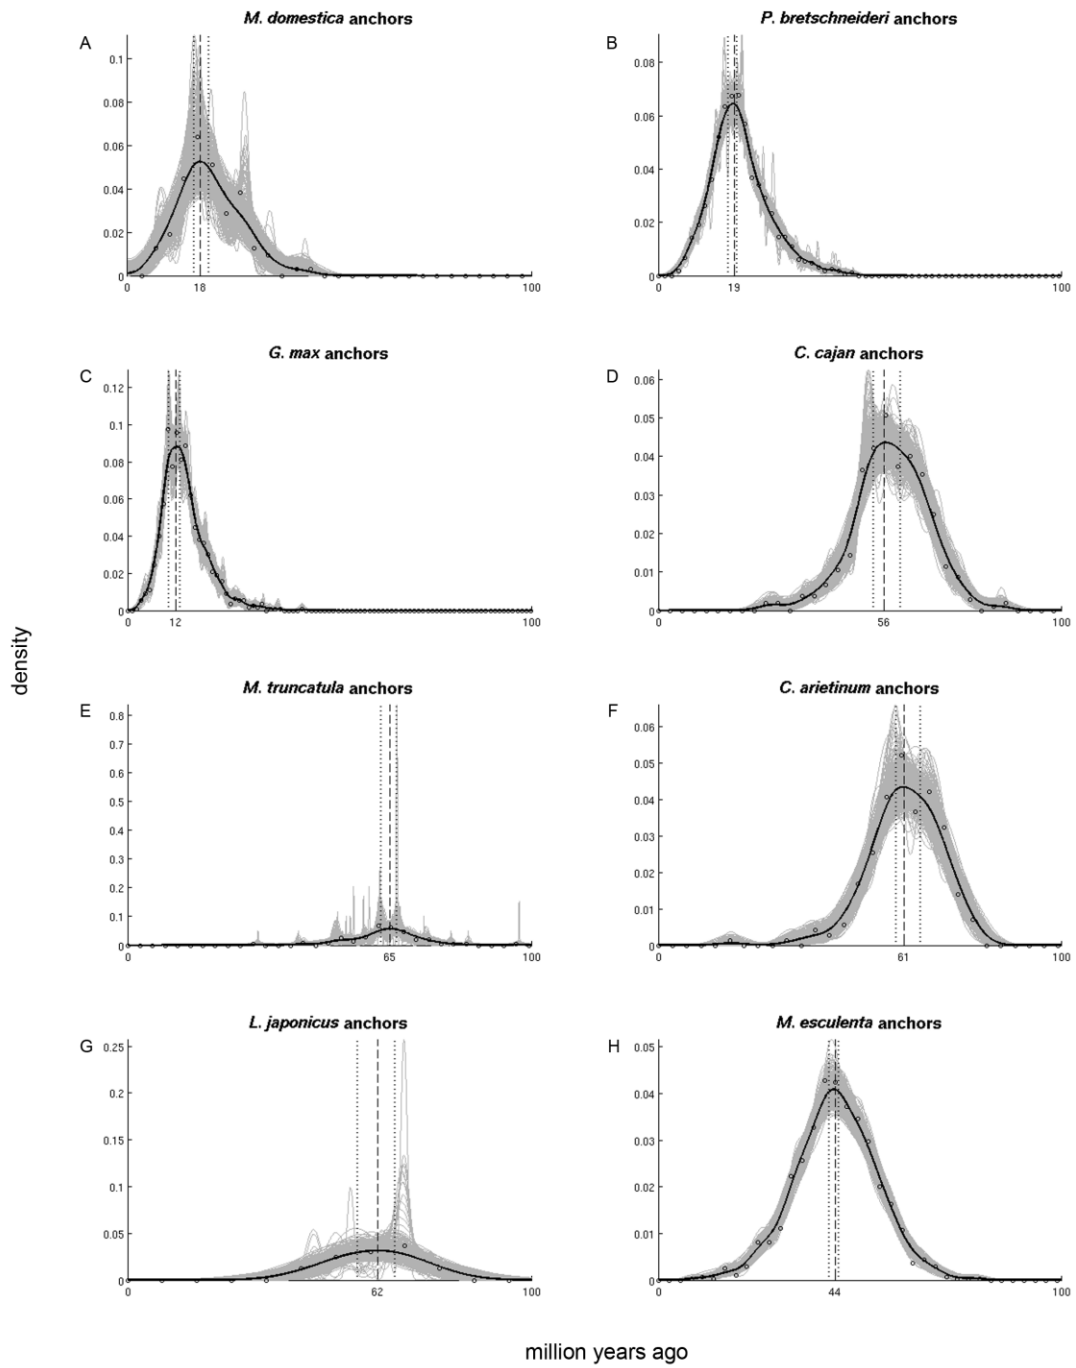 M. domestica anchors
A
0.1
0.08
0.06
0.04
0.02
0
0 18 100
P. bretschneideri anchors
B
0.08
0.06
0.04
0.02
0
0 19 100
G. max anchors
C
0.12
0.1
0.08
0.06
0.04
0.02
0
0 12 100
C. cajan anchors
D
0.06
0.05
0.04
0.03
0.02
0.01
0
0 56 100
density
M. truncatula anchors
E
0.8
0.7
0.6
0.5
0.4
0.3
0.2
0.1
0
0 65 100
C. arietinum anchors
F
0.06
0.05
0.04
0.03
0.02
0.01
0
0 61 100
L. japonicus anchors
G
0.25
0.2
0.15
0.1
0.05
0
0 62 100
M. esculenta anchors
H
0.05
0.04
0.03
0.02
0.01
0
0 44 100
million years ago